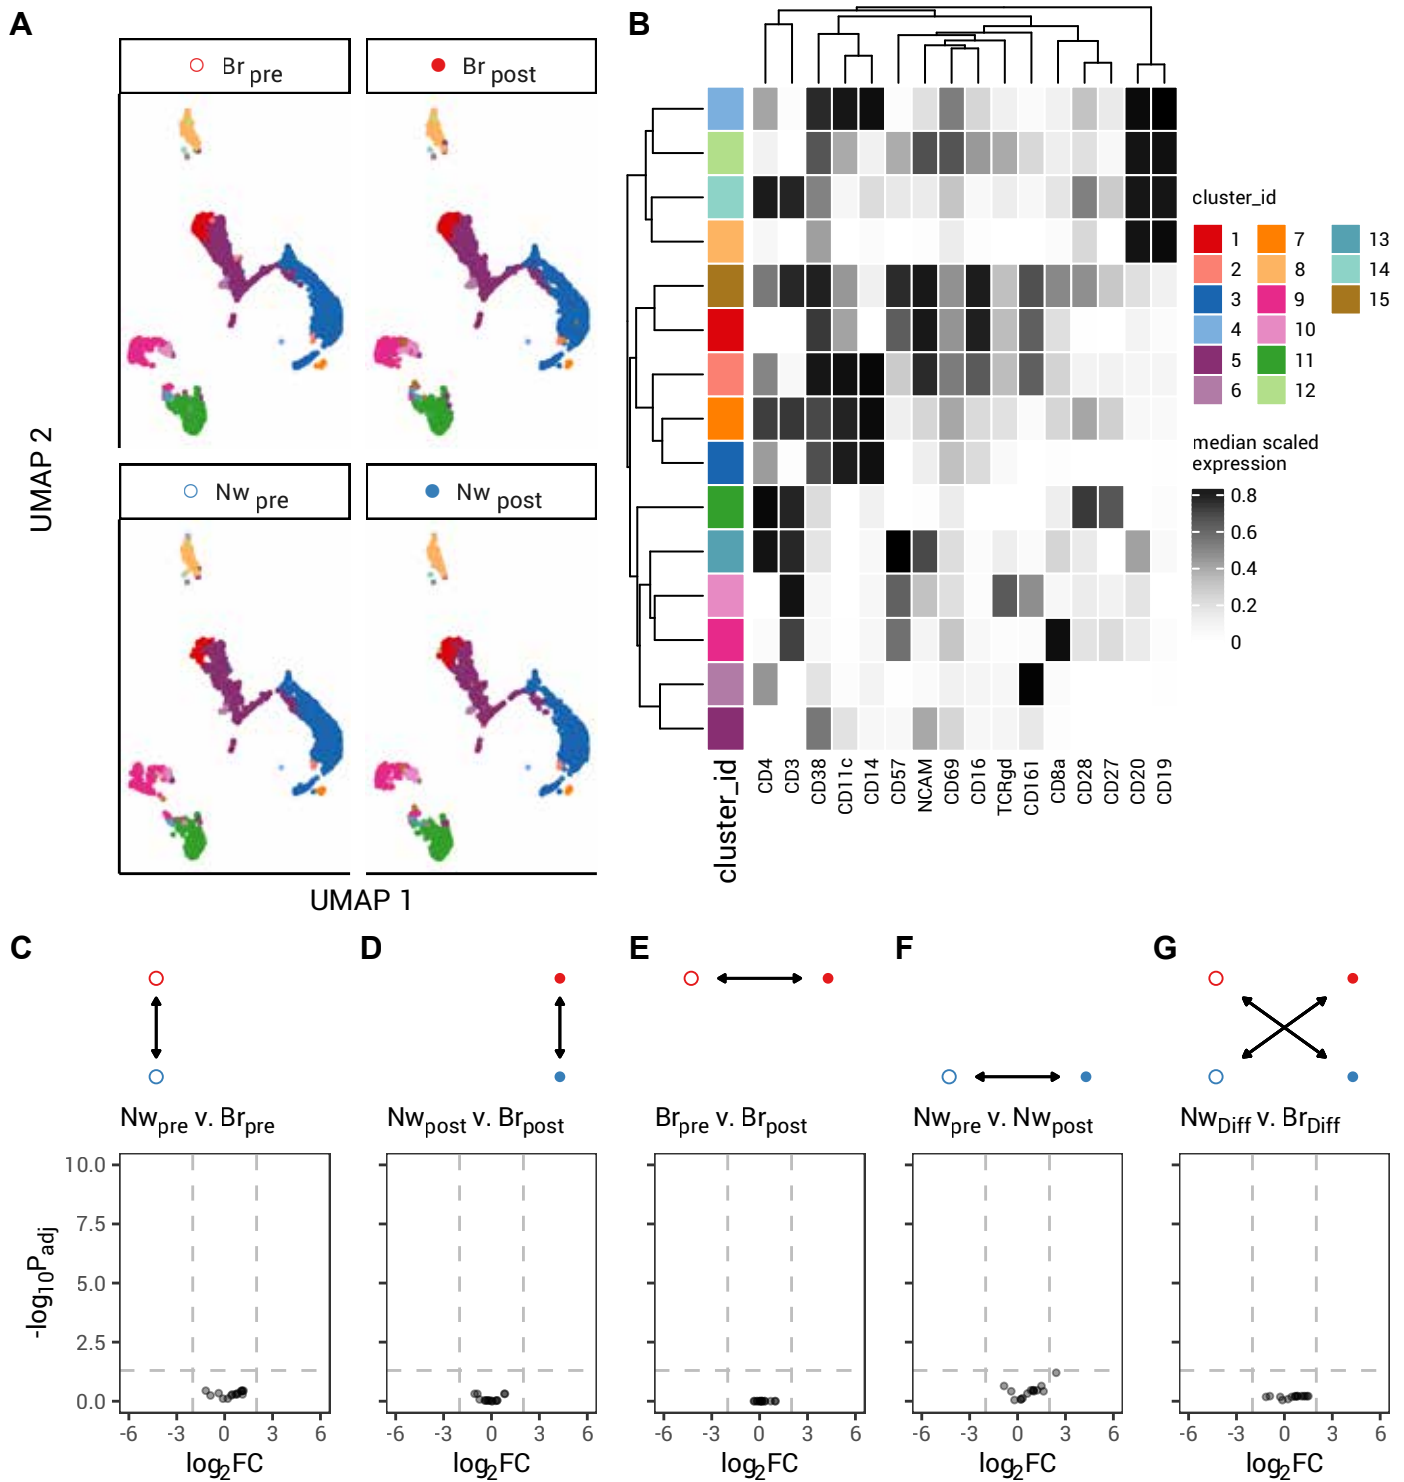 A
B
Br pre
Br post
Nw pre
Nw post
UMAP 2
UMAP 1
cluster_id
1
2
3
4
5
6
7
8
9
10
11
12
13
14
15
median scaled
expression
0.8
0.6
0.4
0.2
0
cluster_id
CD4
CD3
CD38
CD11c
CD14
CD57
NCAM
CD69
CD16
TCRgd
CD161
CD8a
CD28
CD27
CD20
CD19
C
D
E
F
G
Nwpre v. Brpre
Nwpost v. Brpost
Brpre v. Brpost
Nwpre v. Nwpost
NwDiff v. BrDiff
-log10Padj
10.0
7.5
5.0
2.5
0.0
-6 -3 0 3 6
-6 -3 0 3 6
-6 -3 0 3 6
-6 -3 0 3 6
-6 -3 0 3 6
log2FC
log2FC
log2FC
log2FC
log2FC